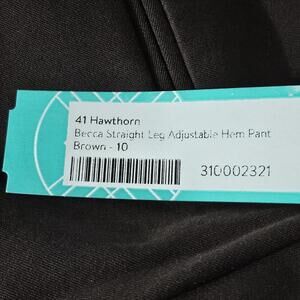 41 Hawthorn
Becca Straight Leg Adjustable Hem Pant
Brown - 10
310002321